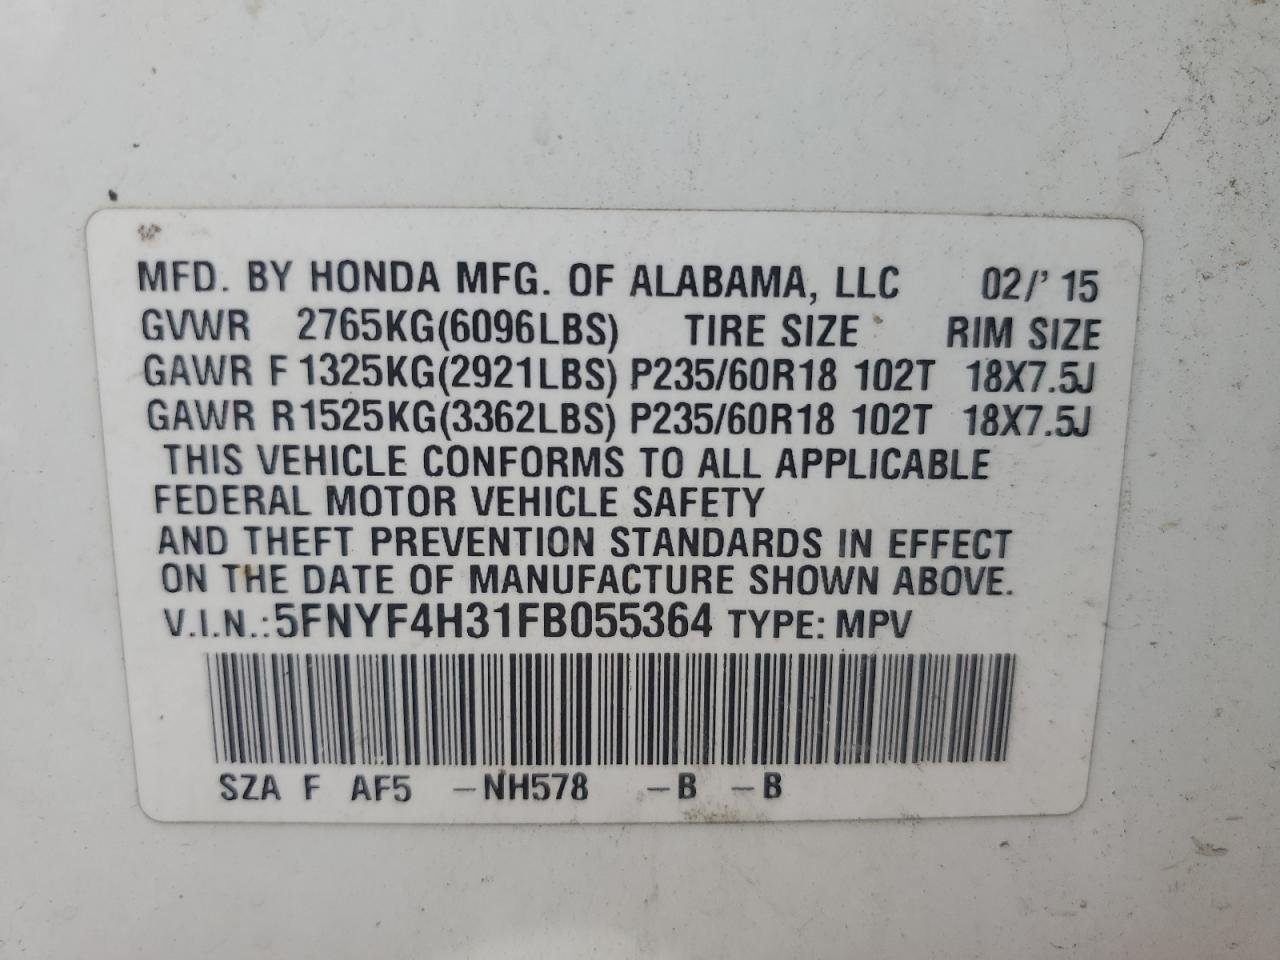 MFD. BY HONDA MFG. OF ALABAMA, LLC 02/' 15
GVWR 2765KG(6096LBS) TIRE SIZE RIM SIZE
GAWR F 1325KG(2921LBS) P235/60R18 102T 18X7.5J
GAWR R1525KG(3362LBS) P235/60R18 102T 18X7.5J
THIS VEHICLE CONFORMS TO ALL APPLICABLE
FEDERAL MOTOR VEHICLE SAFETY
AND THEFT PREVENTION STANDARDS IN EFFECT
ON THE DATE OF MANUFACTURE SHOWN ABOVE.
V.I.N.:5FNYF4H31FB055364 TYPE: MPV
SZA F AF5 -NH578 -B -B